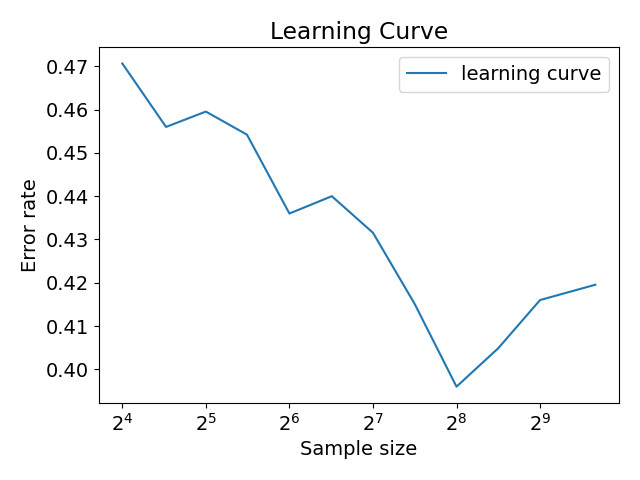 Learning Curve
learning curve
0.47
0.46
0.45
0.44
0.43
0.42
0.41
0.40
Error rate
2⁴ 2⁵ 2⁶ 2⁷ 2⁸ 2⁹
Sample size